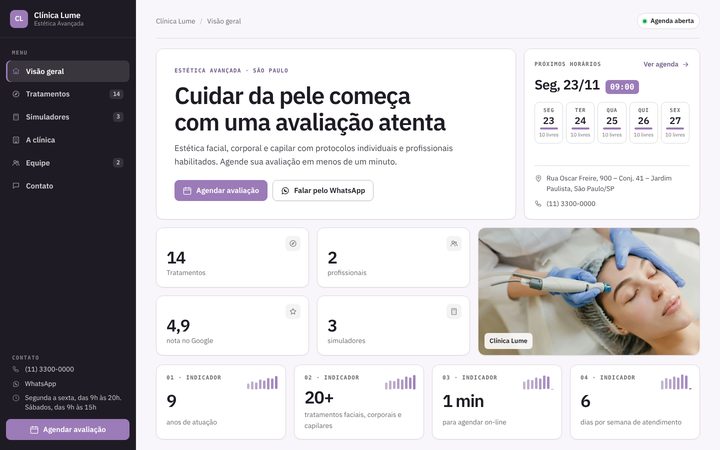 CL
Clínica Lume
Estética Avançada
MENU
Visão geral
Tratamentos 14
Simuladores 3
A clínica
Equipe 2
Contato
CONTATO
(11) 3300-0000
WhatsApp
Segunda a sexta, das 9h às 20h.
Sábados, das 9h às 15h
Agendar avaliação
Clínica Lume / Visão geral
Agenda aberta
ESTÉTICA AVANÇADA · SÃO PAULO
Cuidar da pele começa
com uma avaliação atenta
Estética facial, corporal e capilar com protocolos individuais e profissionais
habilitados. Agende sua avaliação em menos de um minuto.
Agendar avaliação
Falar pelo WhatsApp
PRÓXIMOS HORÁRIOS
Ver agenda →
Seg, 23/11 09:00
SEG TER QUA QUI SEX
23 24 25 26 27
10 livres 10 livres 10 livres 10 livres 10 livres
Rua Oscar Freire, 900 – Conj. 41 – Jardim
Paulista, São Paulo/SP
(11) 3300-0000
14
Tratamentos
2
profissionais
4,9
nota no Google
3
simuladores
Clínica Lume
01 · INDICADOR
9
anos de atuação
02 · INDICADOR
20+
tratamentos faciais, corporais e
capilares
03 · INDICADOR
1 min
para agendar on-line
04 · INDICADOR
6
dias por semana de atendimento